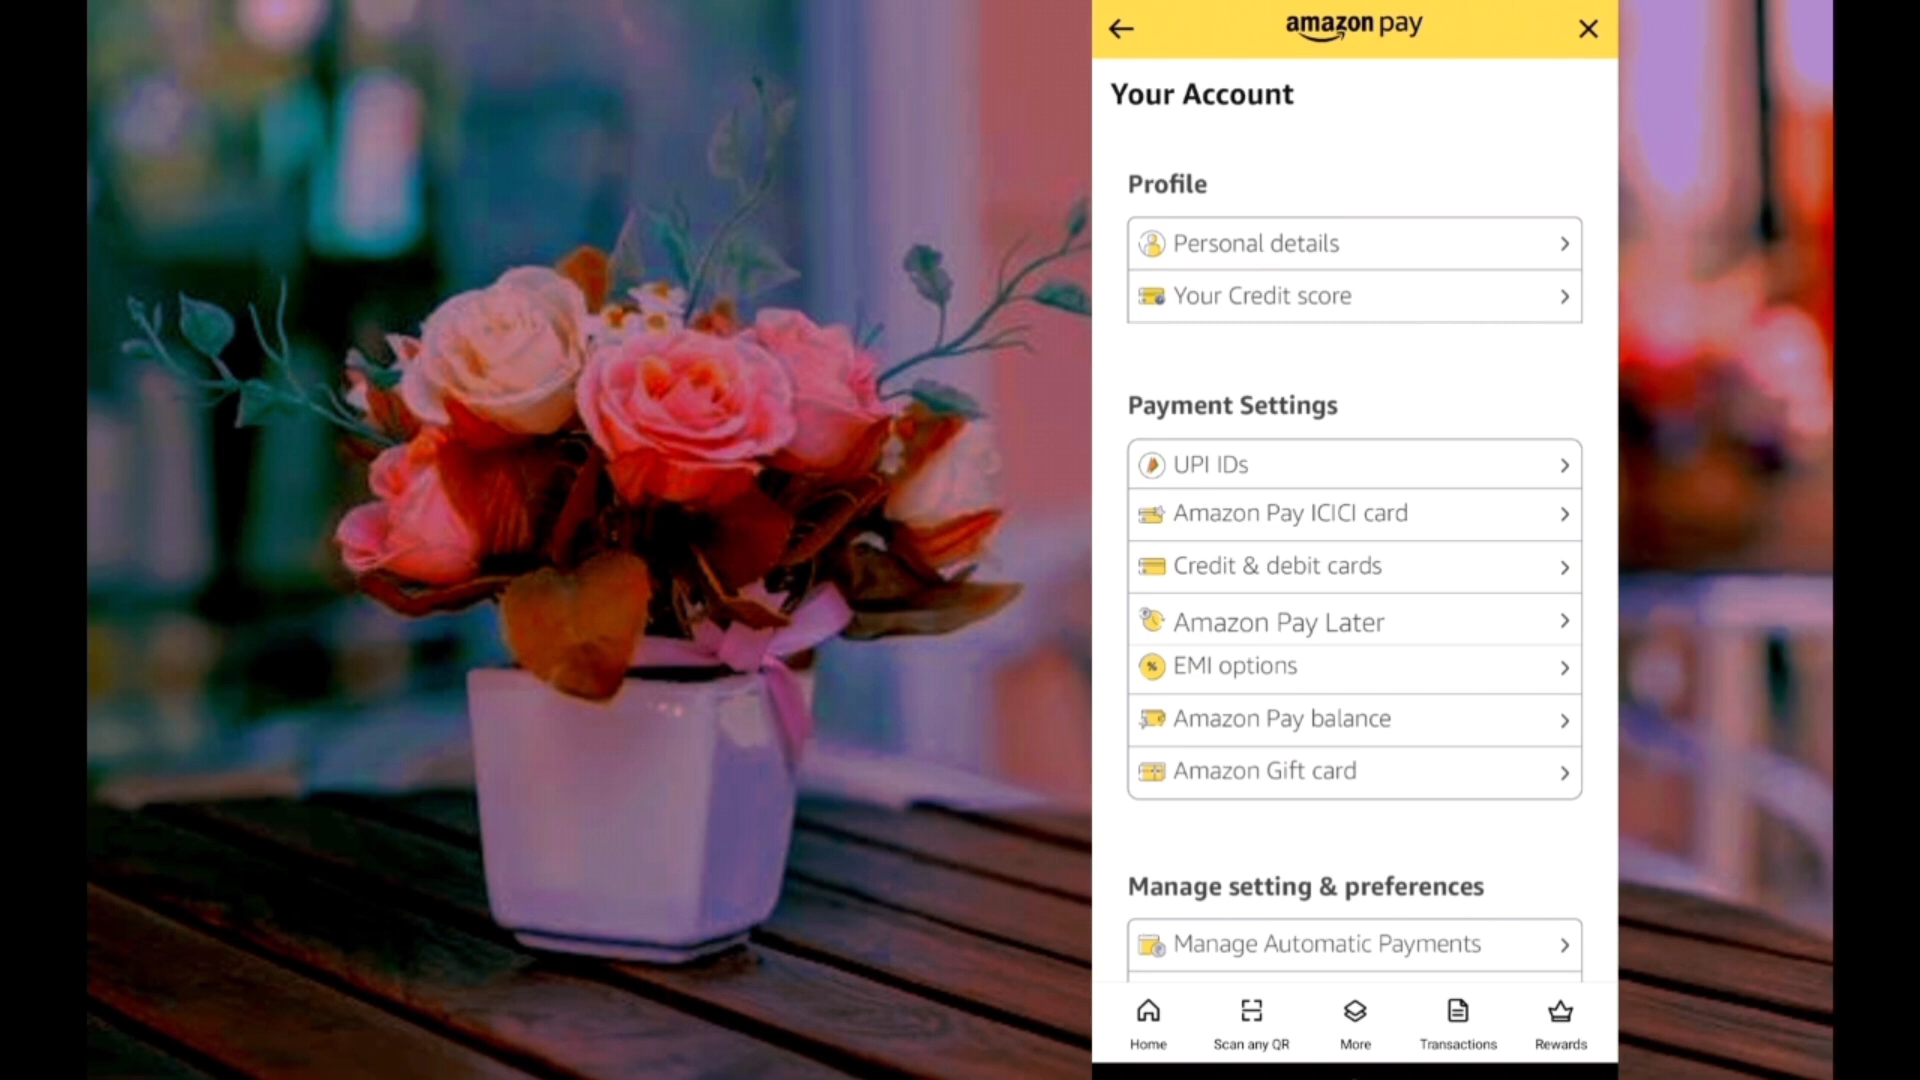 amazon pay
Your Account
Profile
Personal details
Your Credit score
Payment Settings
UPI IDs
Amazon Pay ICICI card
Credit & debit cards
Amazon Pay Later
EMI options
Amazon Pay balance
Amazon Gift card
Manage setting & preferences
Manage Automatic Payments
Home Scan any QR More Transactions Rewards